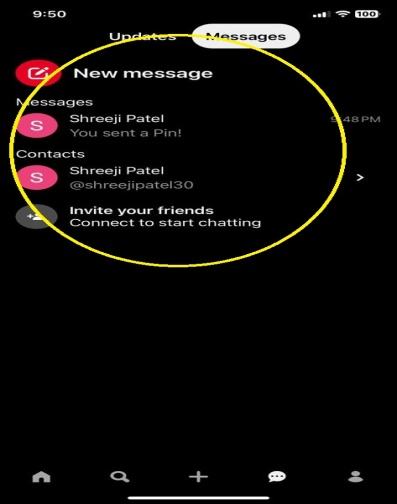 9:50
100
Updates
Messages
New message
Messages
S
Shreeji Patel
9:48 PM
You sent a Pin!
Contacts
S
Shreeji Patel
@shreejipatel30
Invite your friends
Connect to start chatting